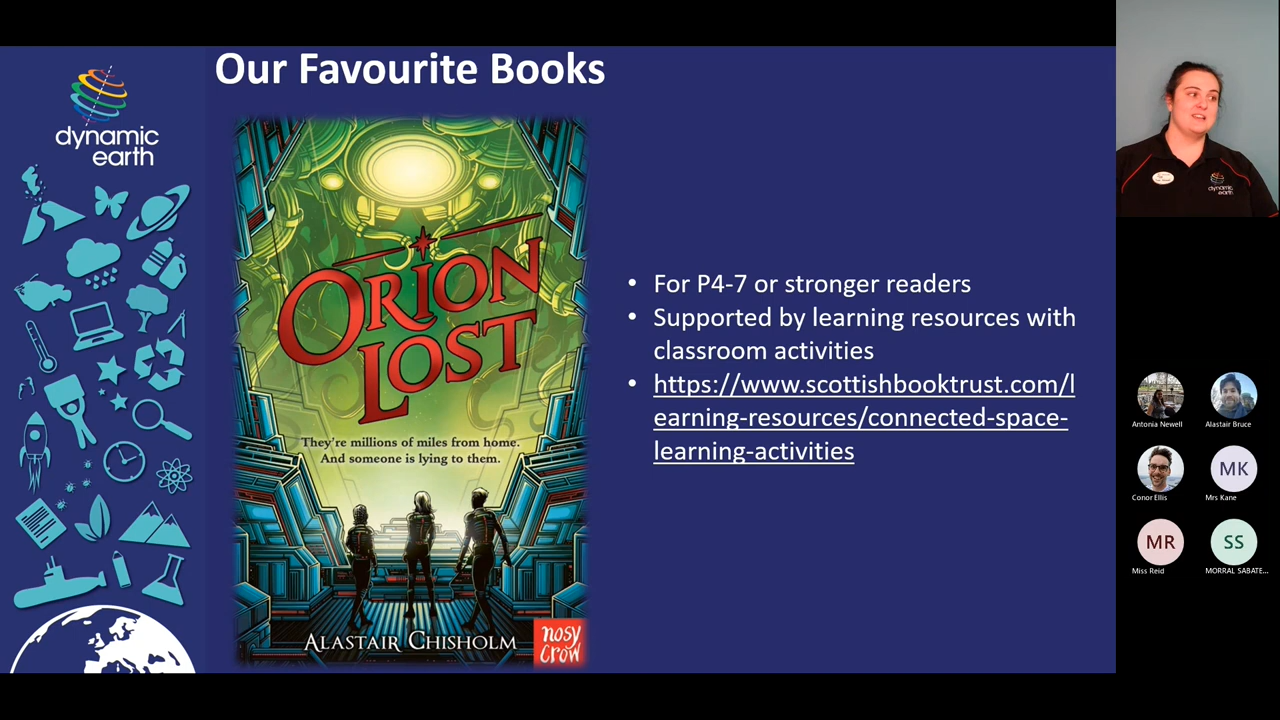 Our Favourite Books
dynamic
earth
ORION
LOST
They're millions of miles from home.
And someone is lying to them.
ALASTAIR CHISHOLM
nosy
crow
• For P4-7 or stronger readers
• Supported by learning resources with
classroom activities
• https://www.scottishbooktrust.com/l
earning-resources/connected-space-
learning-activities
dynamic
earth
Antonia Newell
Alastair Bruce
Conor Ellis
MK
Mrs Kane
MR
Miss Reid
SS
MORRAL SABATE...